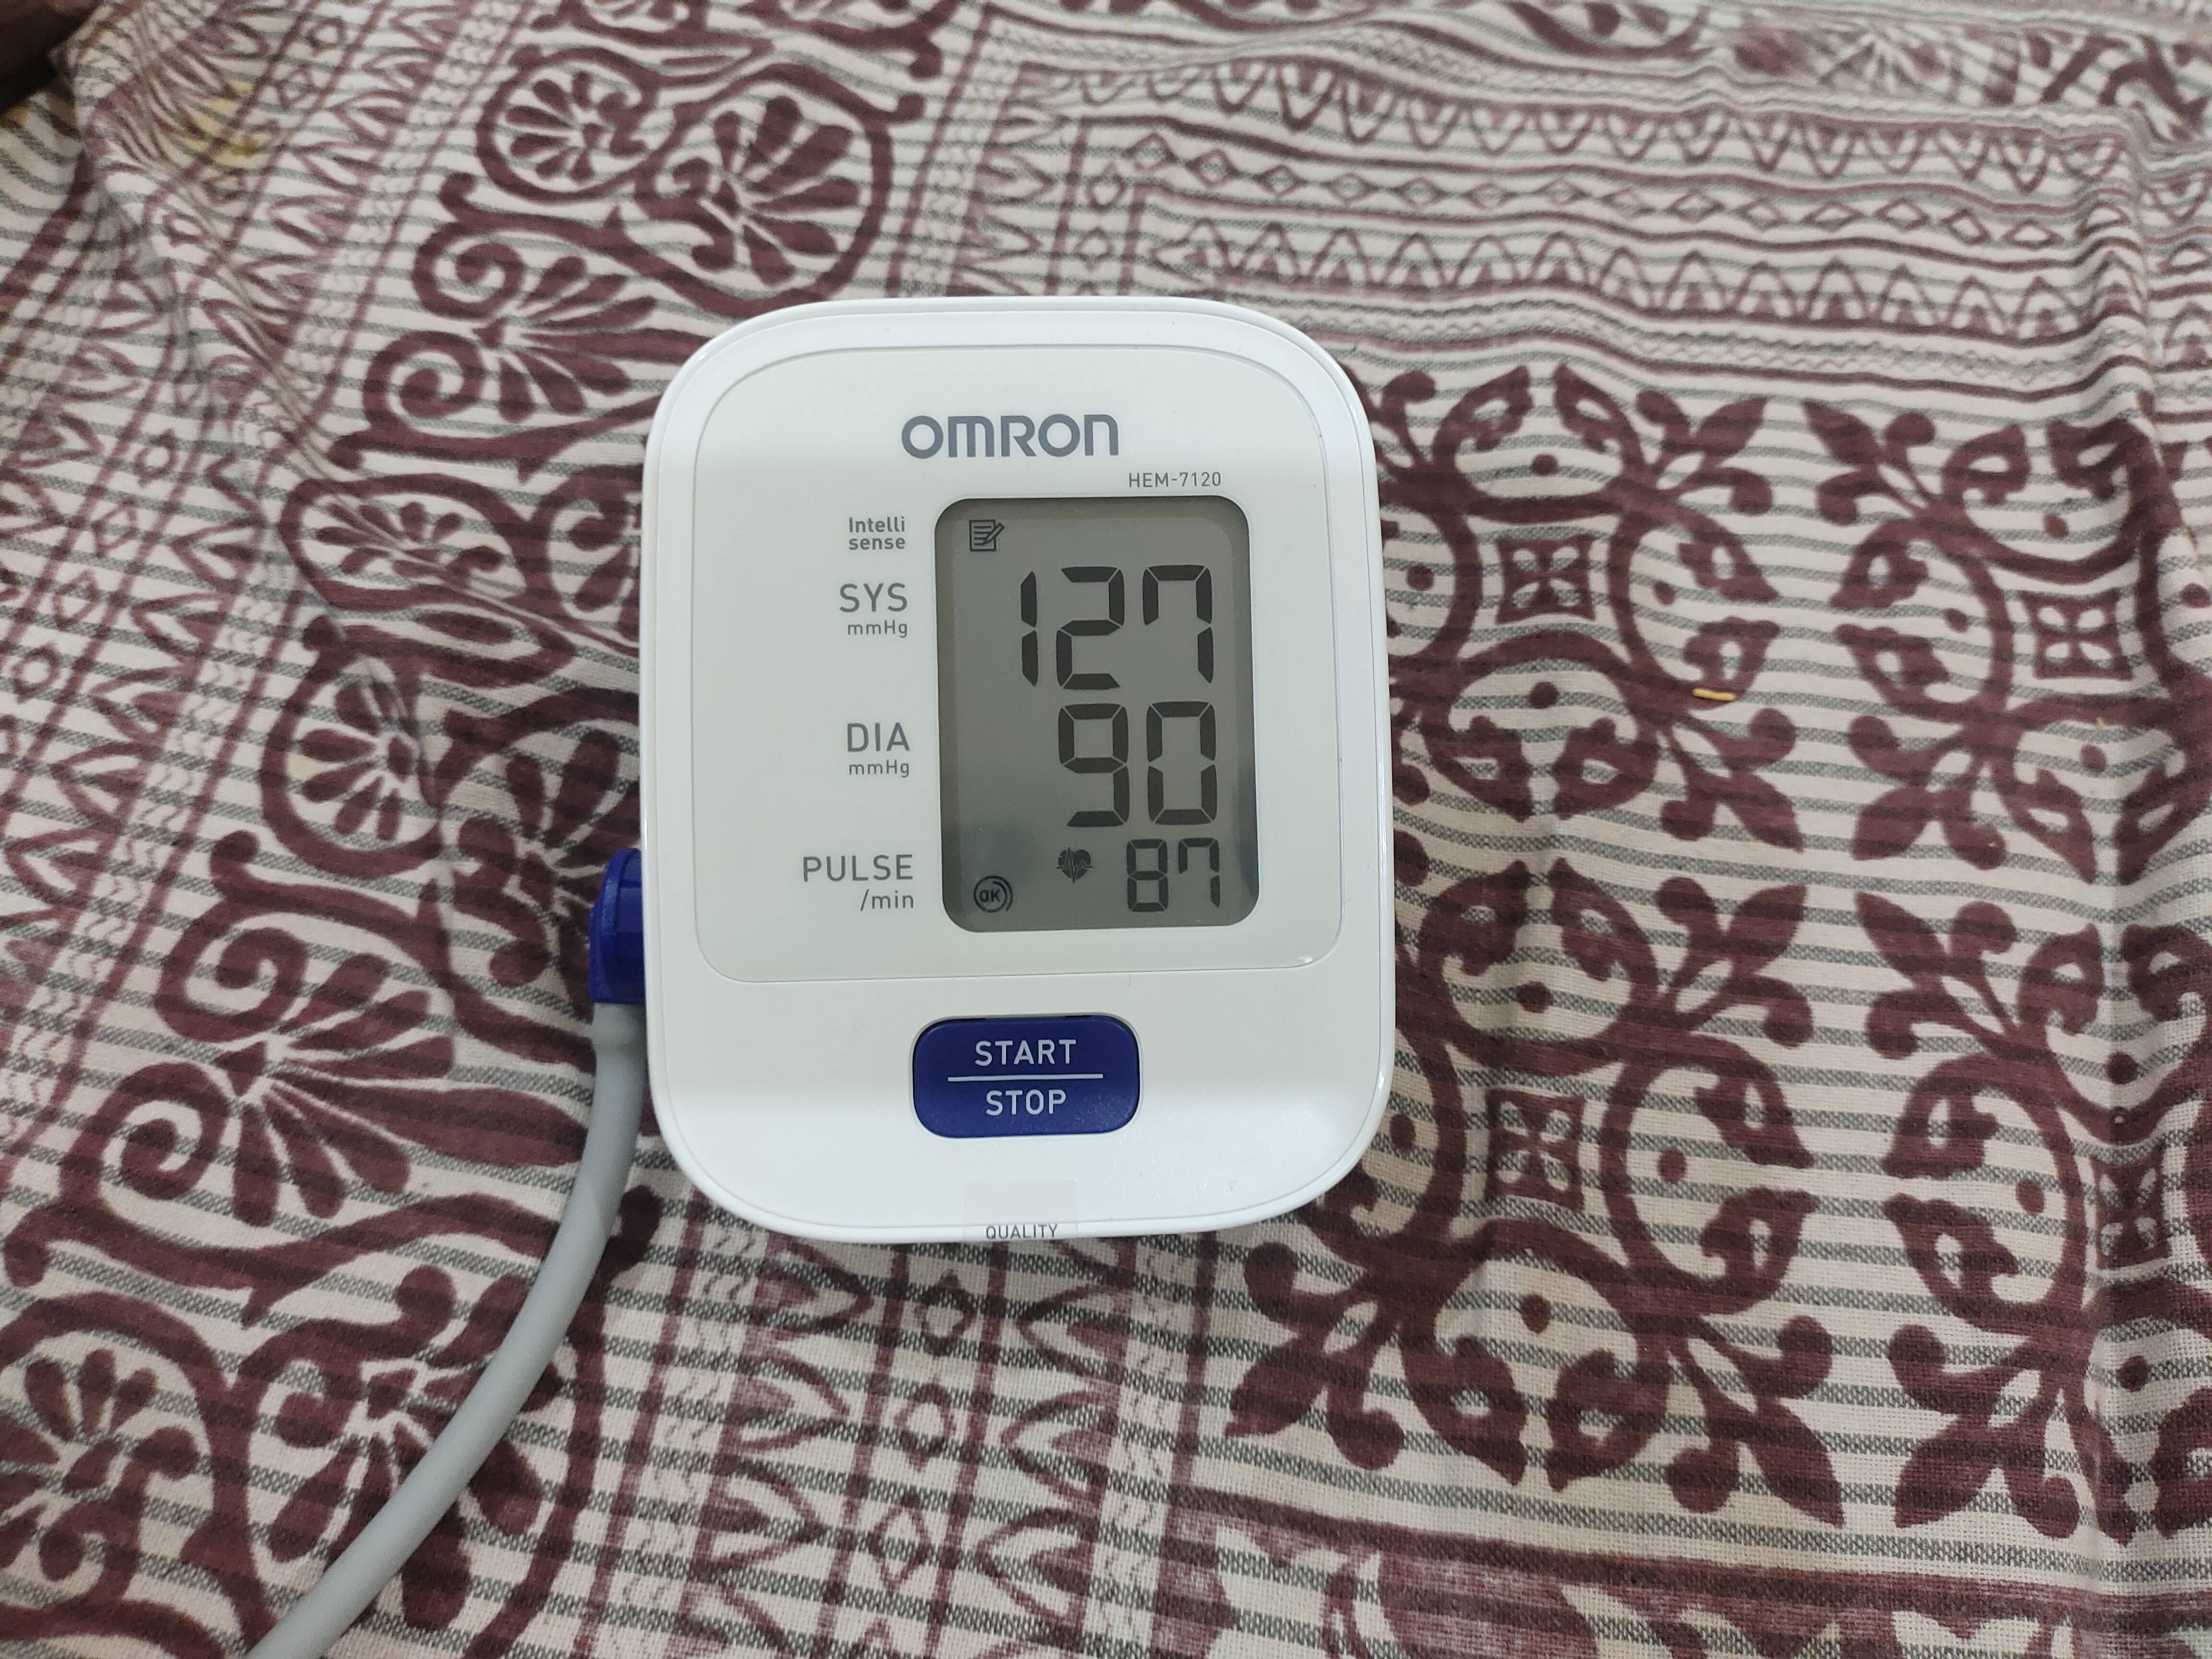 OMRON
HEM-7120
Intelli
sense
SYS
mmHg
127
DIA
mmHg
90
PULSE
/min
OK
87
START
STOP
QUALITY